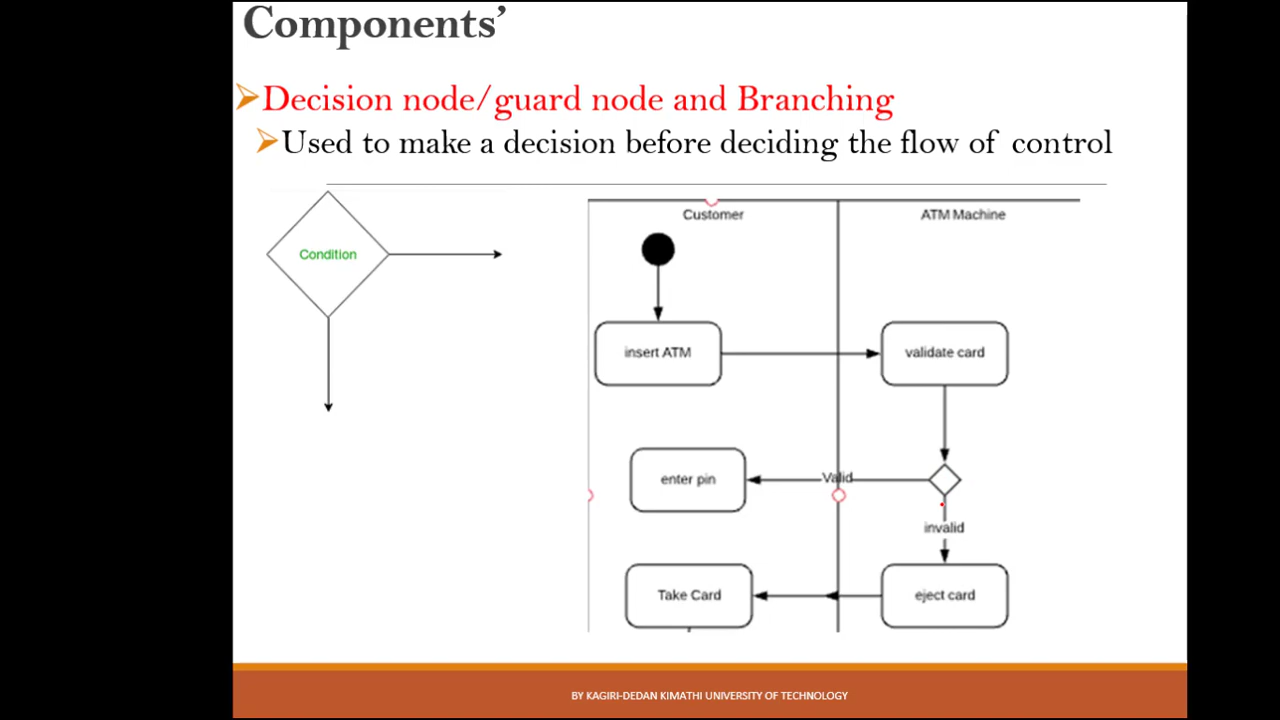 Components’
Decision node/guard node and Branching
Used to make a decision before deciding the flow of control
Condition
Customer
ATM Machine
insert ATM
validate card
enter pin
Valid
invalid
Take Card
eject card
BY KAGIRI-DEDAN KIMATHI UNIVERSITY OF TECHNOLOGY